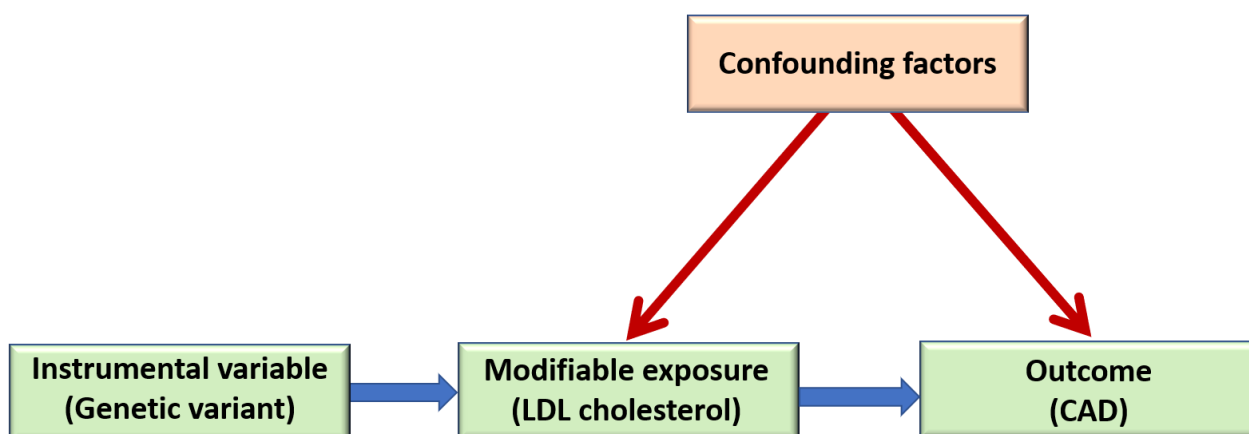 Confounding factors
Instrumental variable
(Genetic variant)
Modifiable exposure
(LDL cholesterol)
Outcome
(CAD)